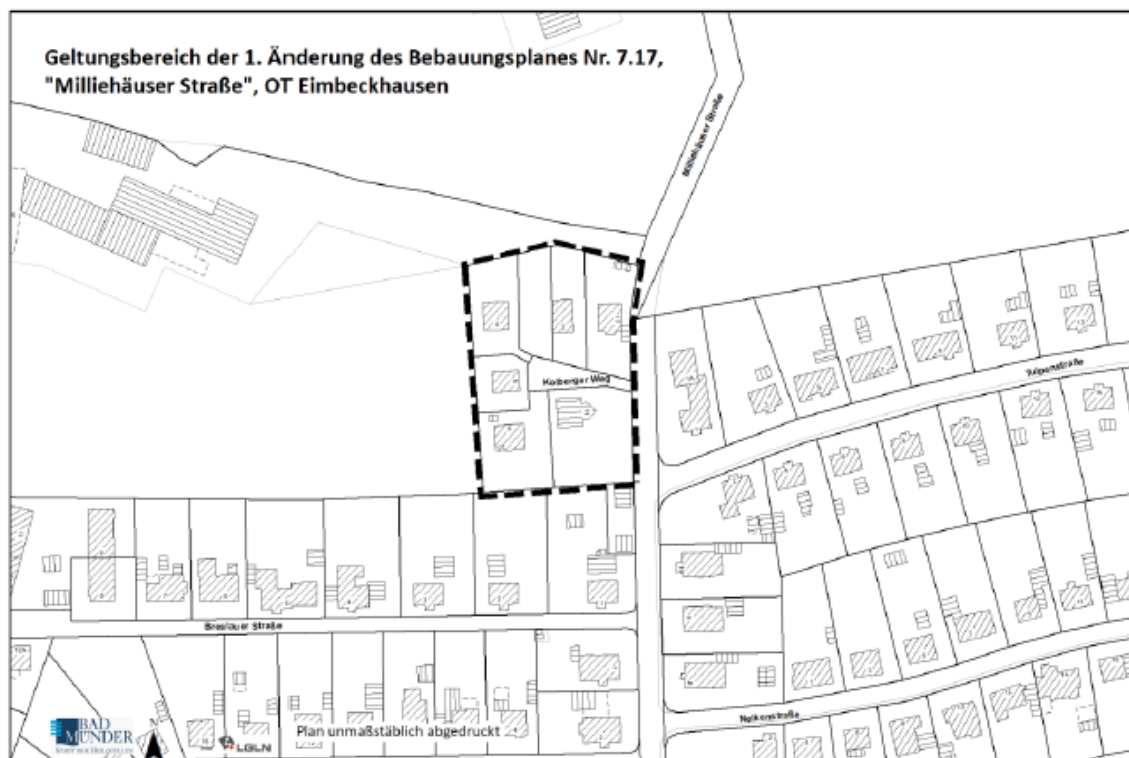 Geltungsbereich der 1. Änderung des Bebauungsplanes Nr. 7.17,
"Milliehäuser Straße", OT Eimbeckhausen
Milliehäuser Straße
Kolberger Weg
Tulpenstraße
Breslauer Straße
Nelkenstraße
BAD
MÜNDER
N
LGLN
Plan unmaßstäblich abgedruckt